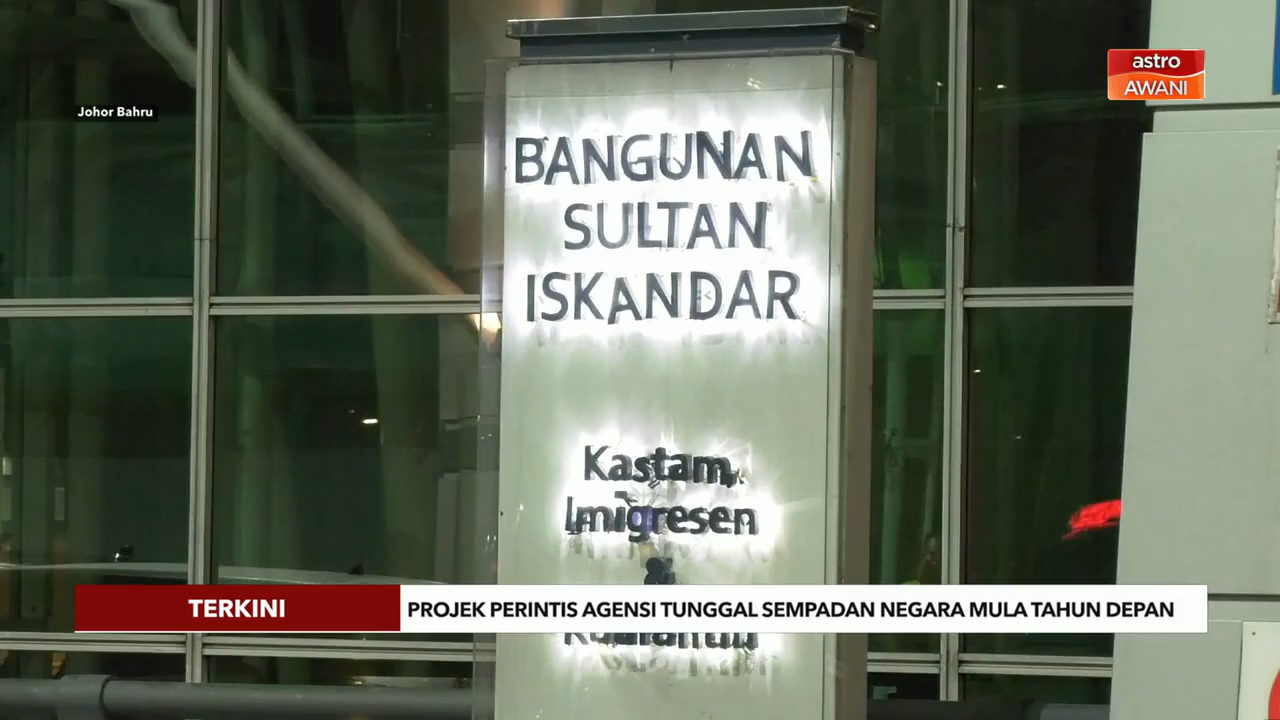 astro
AWANI
Johor Bahru
BANGUNAN
SULTAN
ISKANDAR
Kastam,
Imigresen
TERKINI
PROJEK PERINTIS AGENSI TUNGGAL SEMPADAN NEGARA MULA TAHUN DEPAN